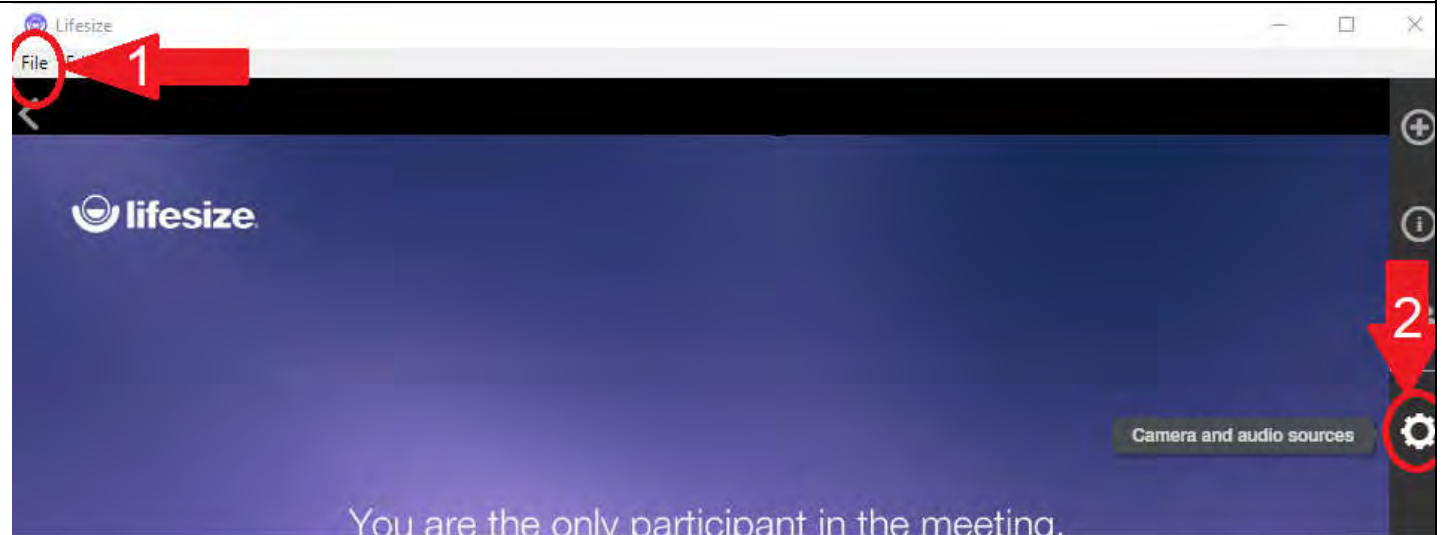 Lifesize
File
1
lifesize
2
Camera and audio sources
You are the only participant in the meeting.